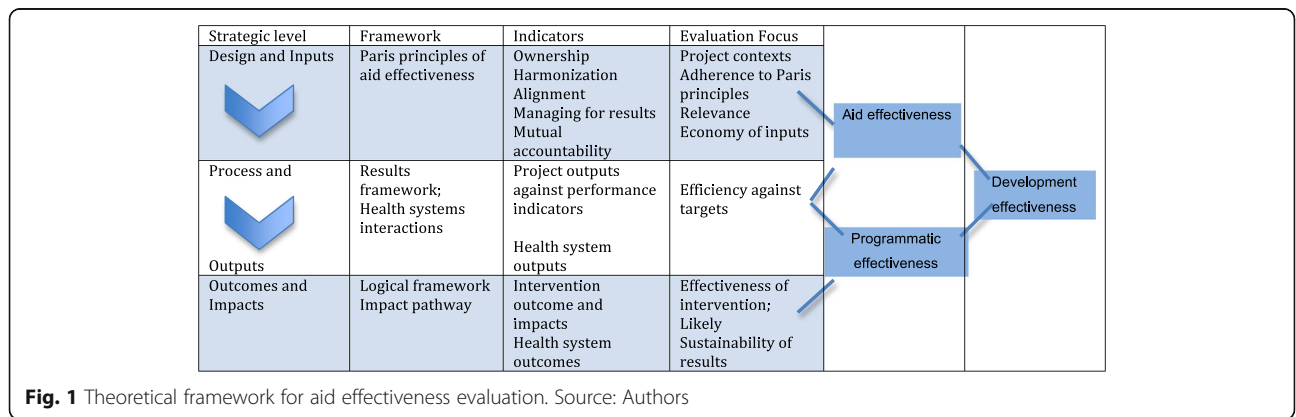 Strategic level
Framework
Indicators
Evaluation Focus
Design and Inputs
Paris principles of
aid effectiveness
Ownership
Harmonization
Alignment
Managing for results
Mutual
accountability
Project contexts
Adherence to Paris
principles
Relevance
Economy of inputs
Process and
Outputs
Results
framework;
Health systems
interactions
Project outputs
against performance
indicators
Health system
outputs
Efficiency against
targets
Outcomes and
Impacts
Logical framework
Impact pathway
Intervention
outcome and
impacts
Health system
outcomes
Effectiveness of
intervention;
Likely
Sustainability of
results
Aid effectiveness
Programmatic
effectiveness
Development
effectiveness
Fig. 1 Theoretical framework for aid effectiveness evaluation. Source: Authors